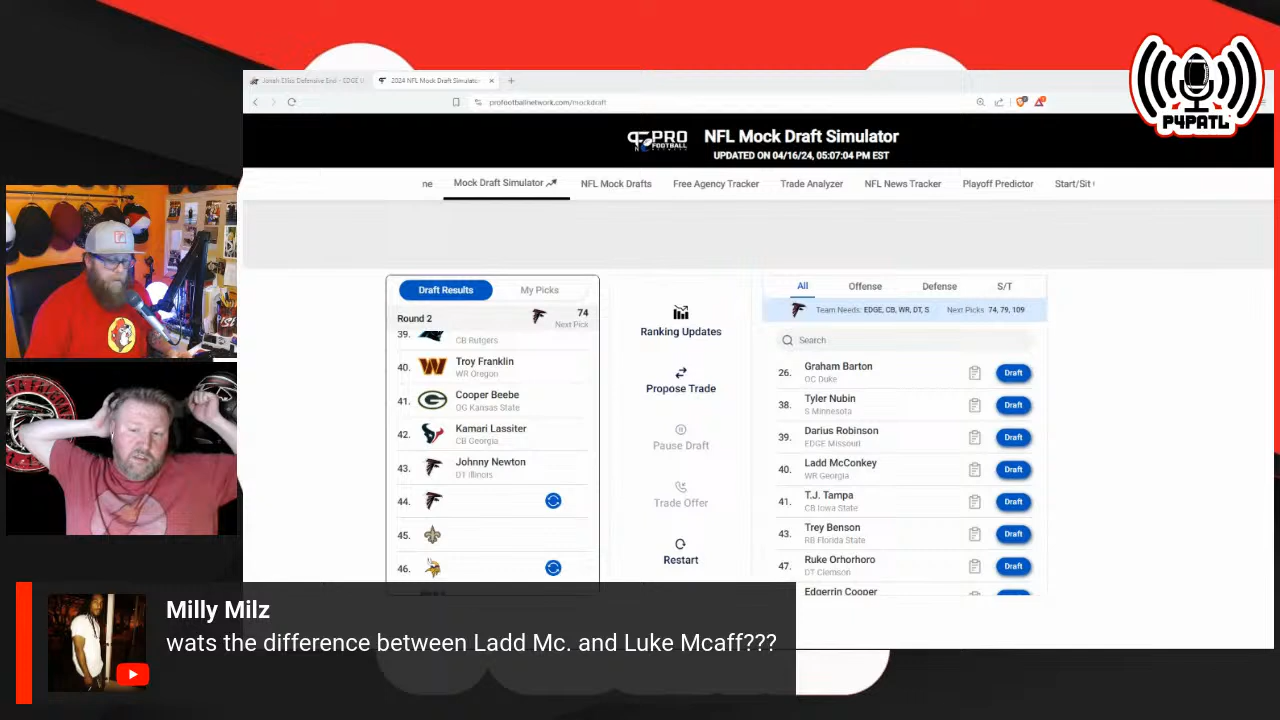 2024 NFL Mock Draft Simulator
profootballnetwork.com/mockdraft
P4PATL
PRO
FOOTBALL
NETWORK
NFL Mock Draft Simulator
UPDATED ON 04/16/24, 05:07:04 PM EST
me
Mock Draft Simulator
NFL Mock Drafts
Free Agency Tracker
Trade Analyzer
NFL News Tracker
Playoff Predictor
Start/Sit
Draft Results
My Picks
Round 2
74
Next Pick
39.
CB Rutgers
40.
Troy Franklin
WR Oregon
41.
Cooper Beebe
OG Kansas State
42.
Kamari Lassiter
CB Georgia
43.
Johnny Newton
DT Illinois
44.
45.
46.
Ranking Updates
Propose Trade
Pause Draft
Trade Offer
Restart
All
Offense
Defense
S/T
Team Needs: EDGE, CB, WR, DT, S
Next Picks 74, 79, 109
Search
26. Graham Barton Draft
OC Duke
38. Tyler Nubin Draft
S Minnesota
39. Darius Robinson Draft
EDGE Missouri
40. Ladd McConkey Draft
WR Georgia
41. T.J. Tampa Draft
CB Iowa State
43. Trey Benson Draft
RB Florida State
47. Ruke Orhorhoro Draft
DT Clemson
Edgerrin Cooper
Milly Milz
wats the difference between Ladd Mc. and Luke Mcaff???